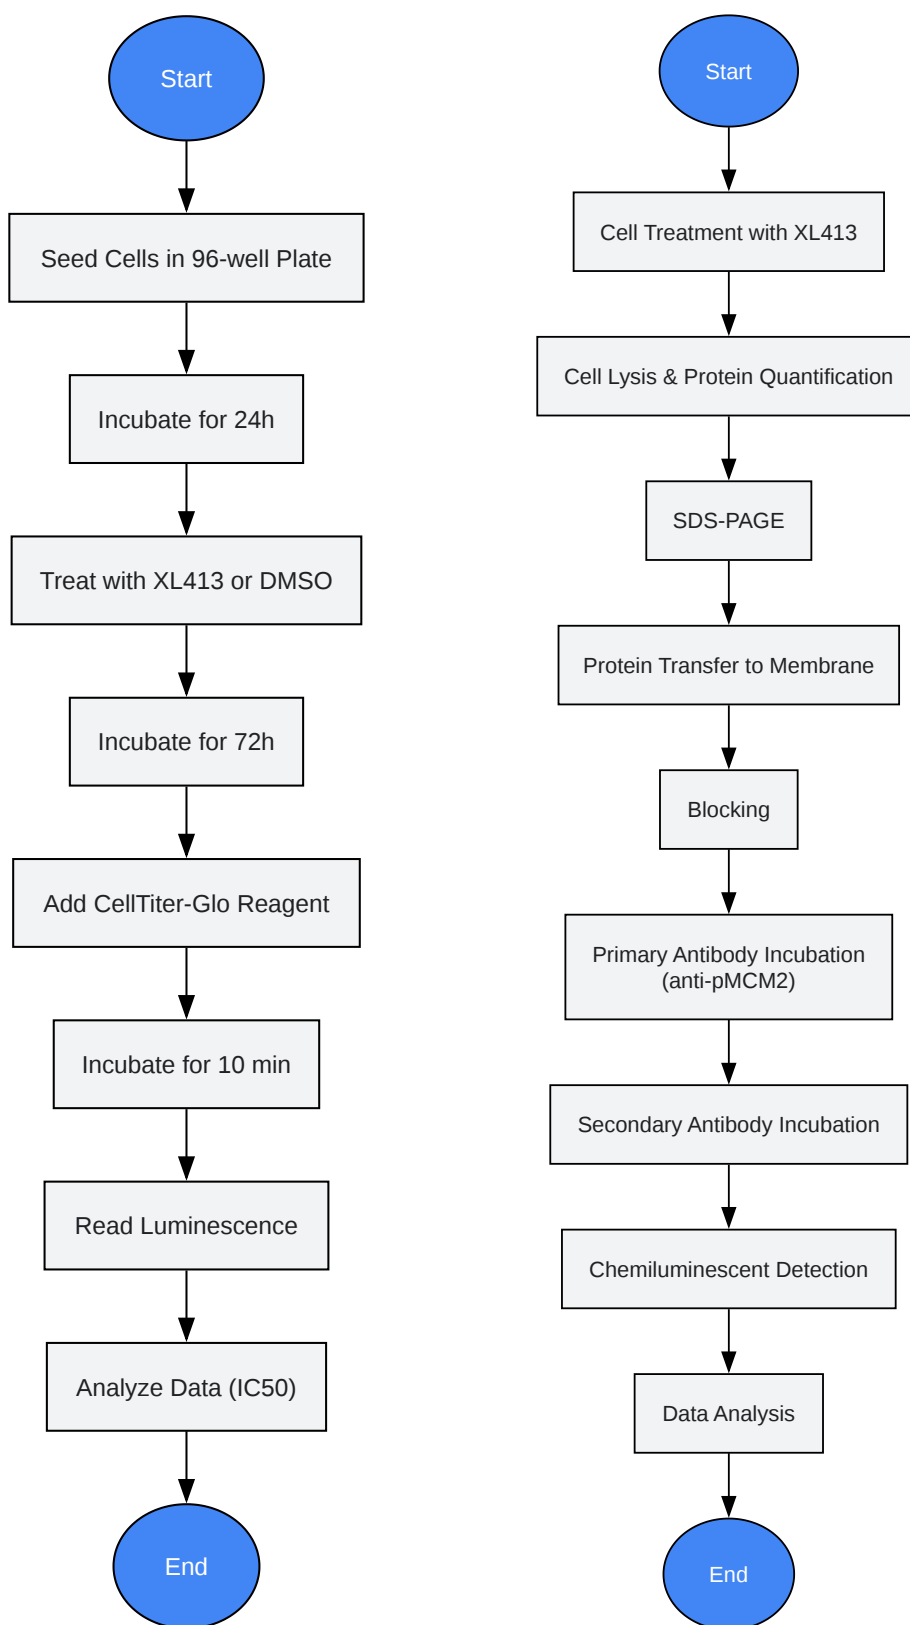 Start
Seed Cells in 96-well Plate
Incubate for 24h
Treat with XL413 or DMSO
Incubate for 72h
Add CellTiter-Glo Reagent
Incubate for 10 min
Read Luminescence
Analyze Data (IC50)
End
Start
Cell Treatment with XL413
Cell Lysis & Protein Quantification
SDS-PAGE
Protein Transfer to Membrane
Blocking
Primary Antibody Incubation
(anti-pMCM2)
Secondary Antibody Incubation
Chemiluminescent Detection
Data Analysis
End